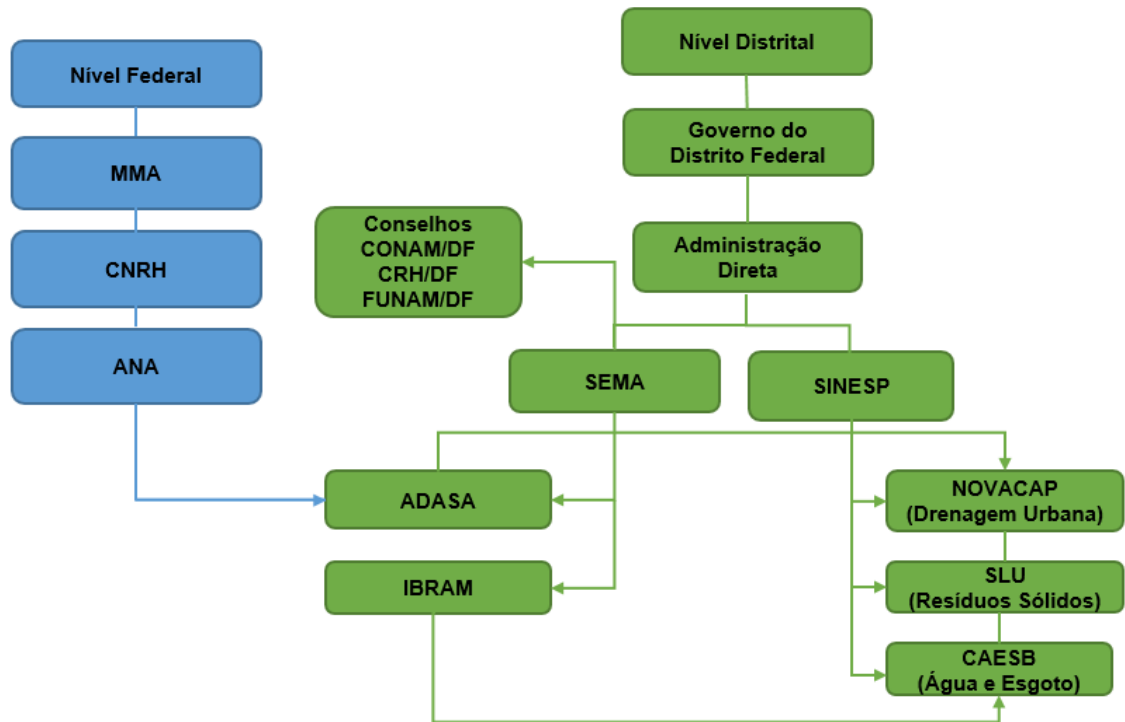 Nível Federal
MMA
CNRH
ANA
Nível Distrital
Governo do
Distrito Federal
Administração
Direta
Conselhos
CONAM/DF
CRH/DF
FUNAM/DF
SEMA
SINESP
ADASA
IBRAM
NOVACAP
(Drenagem Urbana)
SLU
(Resíduos Sólidos)
CAESB
(Água e Esgoto)